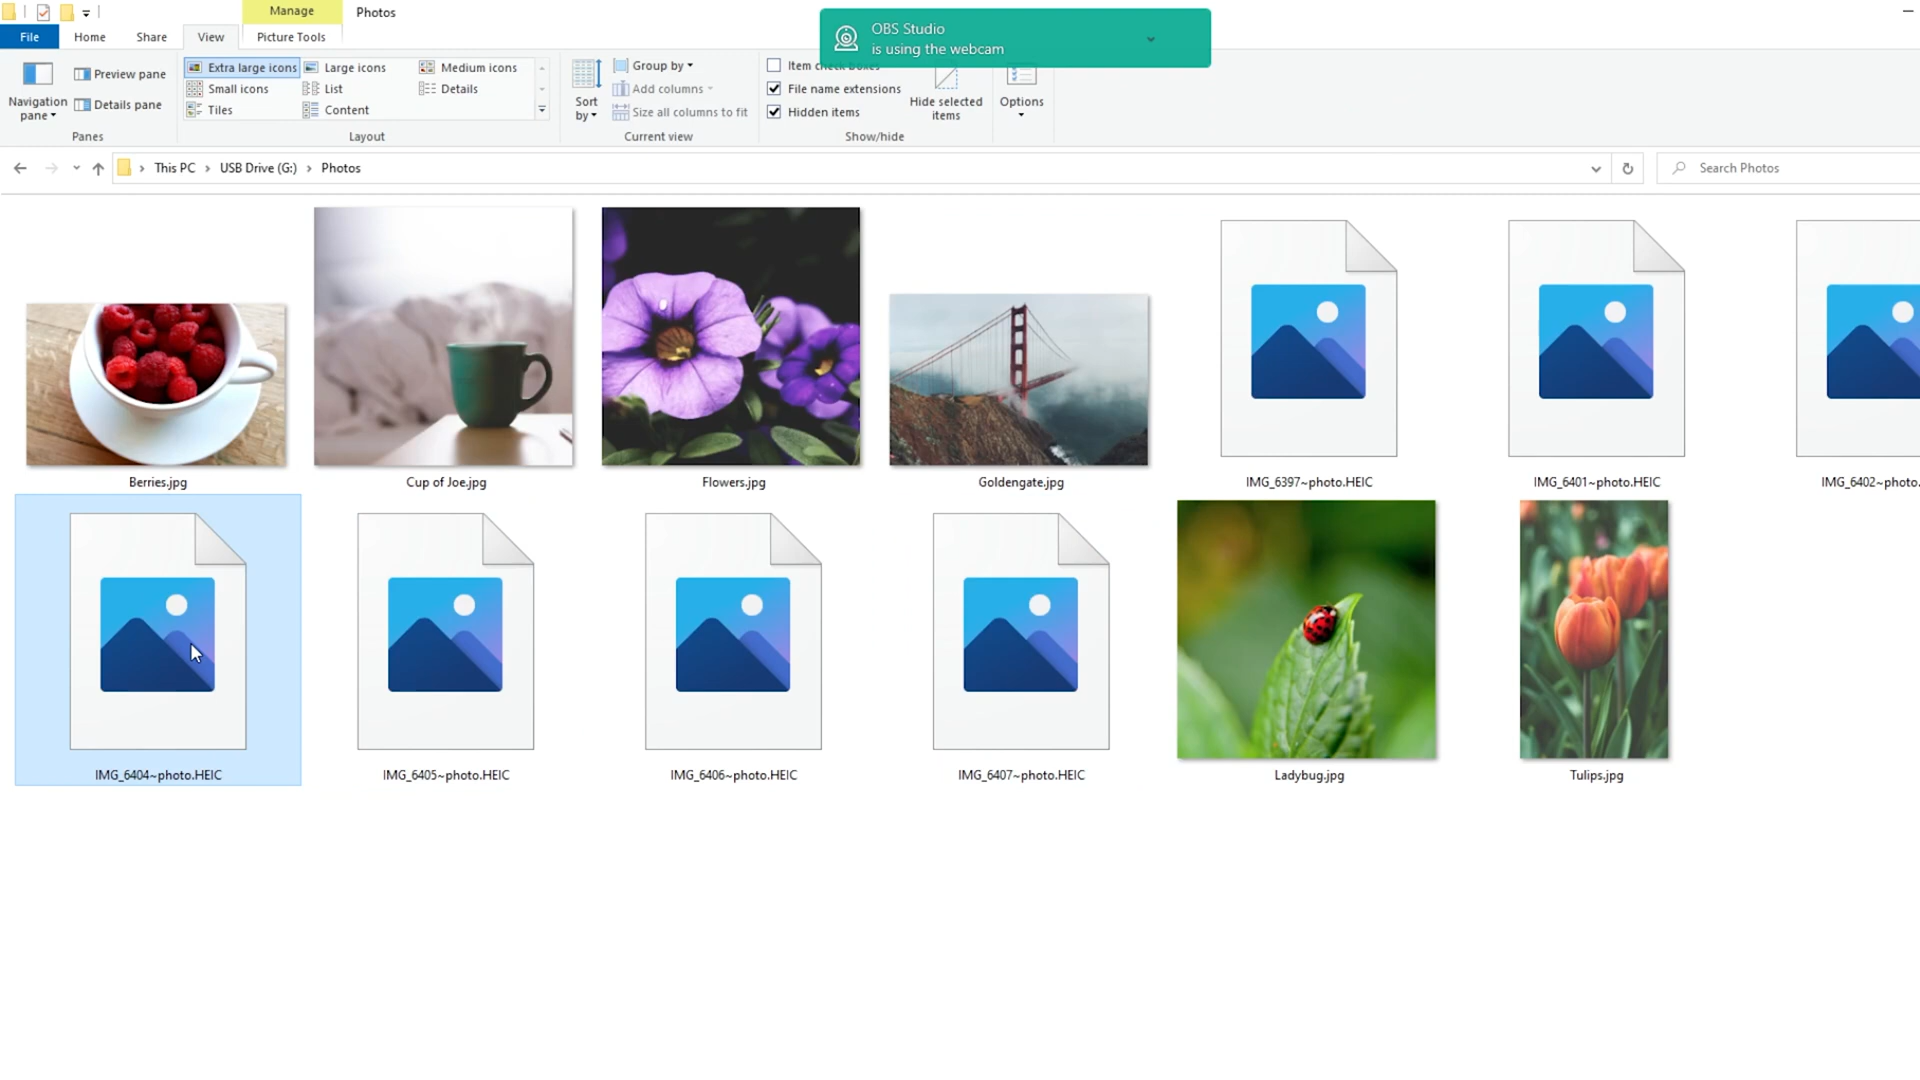 Manage
Photos
File
Home
Share
View
Picture Tools
OBS Studio
is using the webcam
Navigation
pane
Preview pane
Details pane
Panes
Extra large icons
Large icons
Medium icons
Small icons
List
Details
Tiles
Content
Layout
Sort
by
Group by
Add columns
Size all columns to fit
Current view
Item check boxes
File name extensions
Hidden items
Hide selected
items
Show/hide
Options
This PC > USB Drive (G:) > Photos
Search Photos
Berries.jpg
Cup of Joe.jpg
Flowers.jpg
Goldengate.jpg
IMG_6397~photo.HEIC
IMG_6401~photo.HEIC
IMG_6402~photo.
IMG_6404~photo.HEIC
IMG_6405~photo.HEIC
IMG_6406~photo.HEIC
IMG_6407~photo.HEIC
Ladybug.jpg
Tulips.jpg